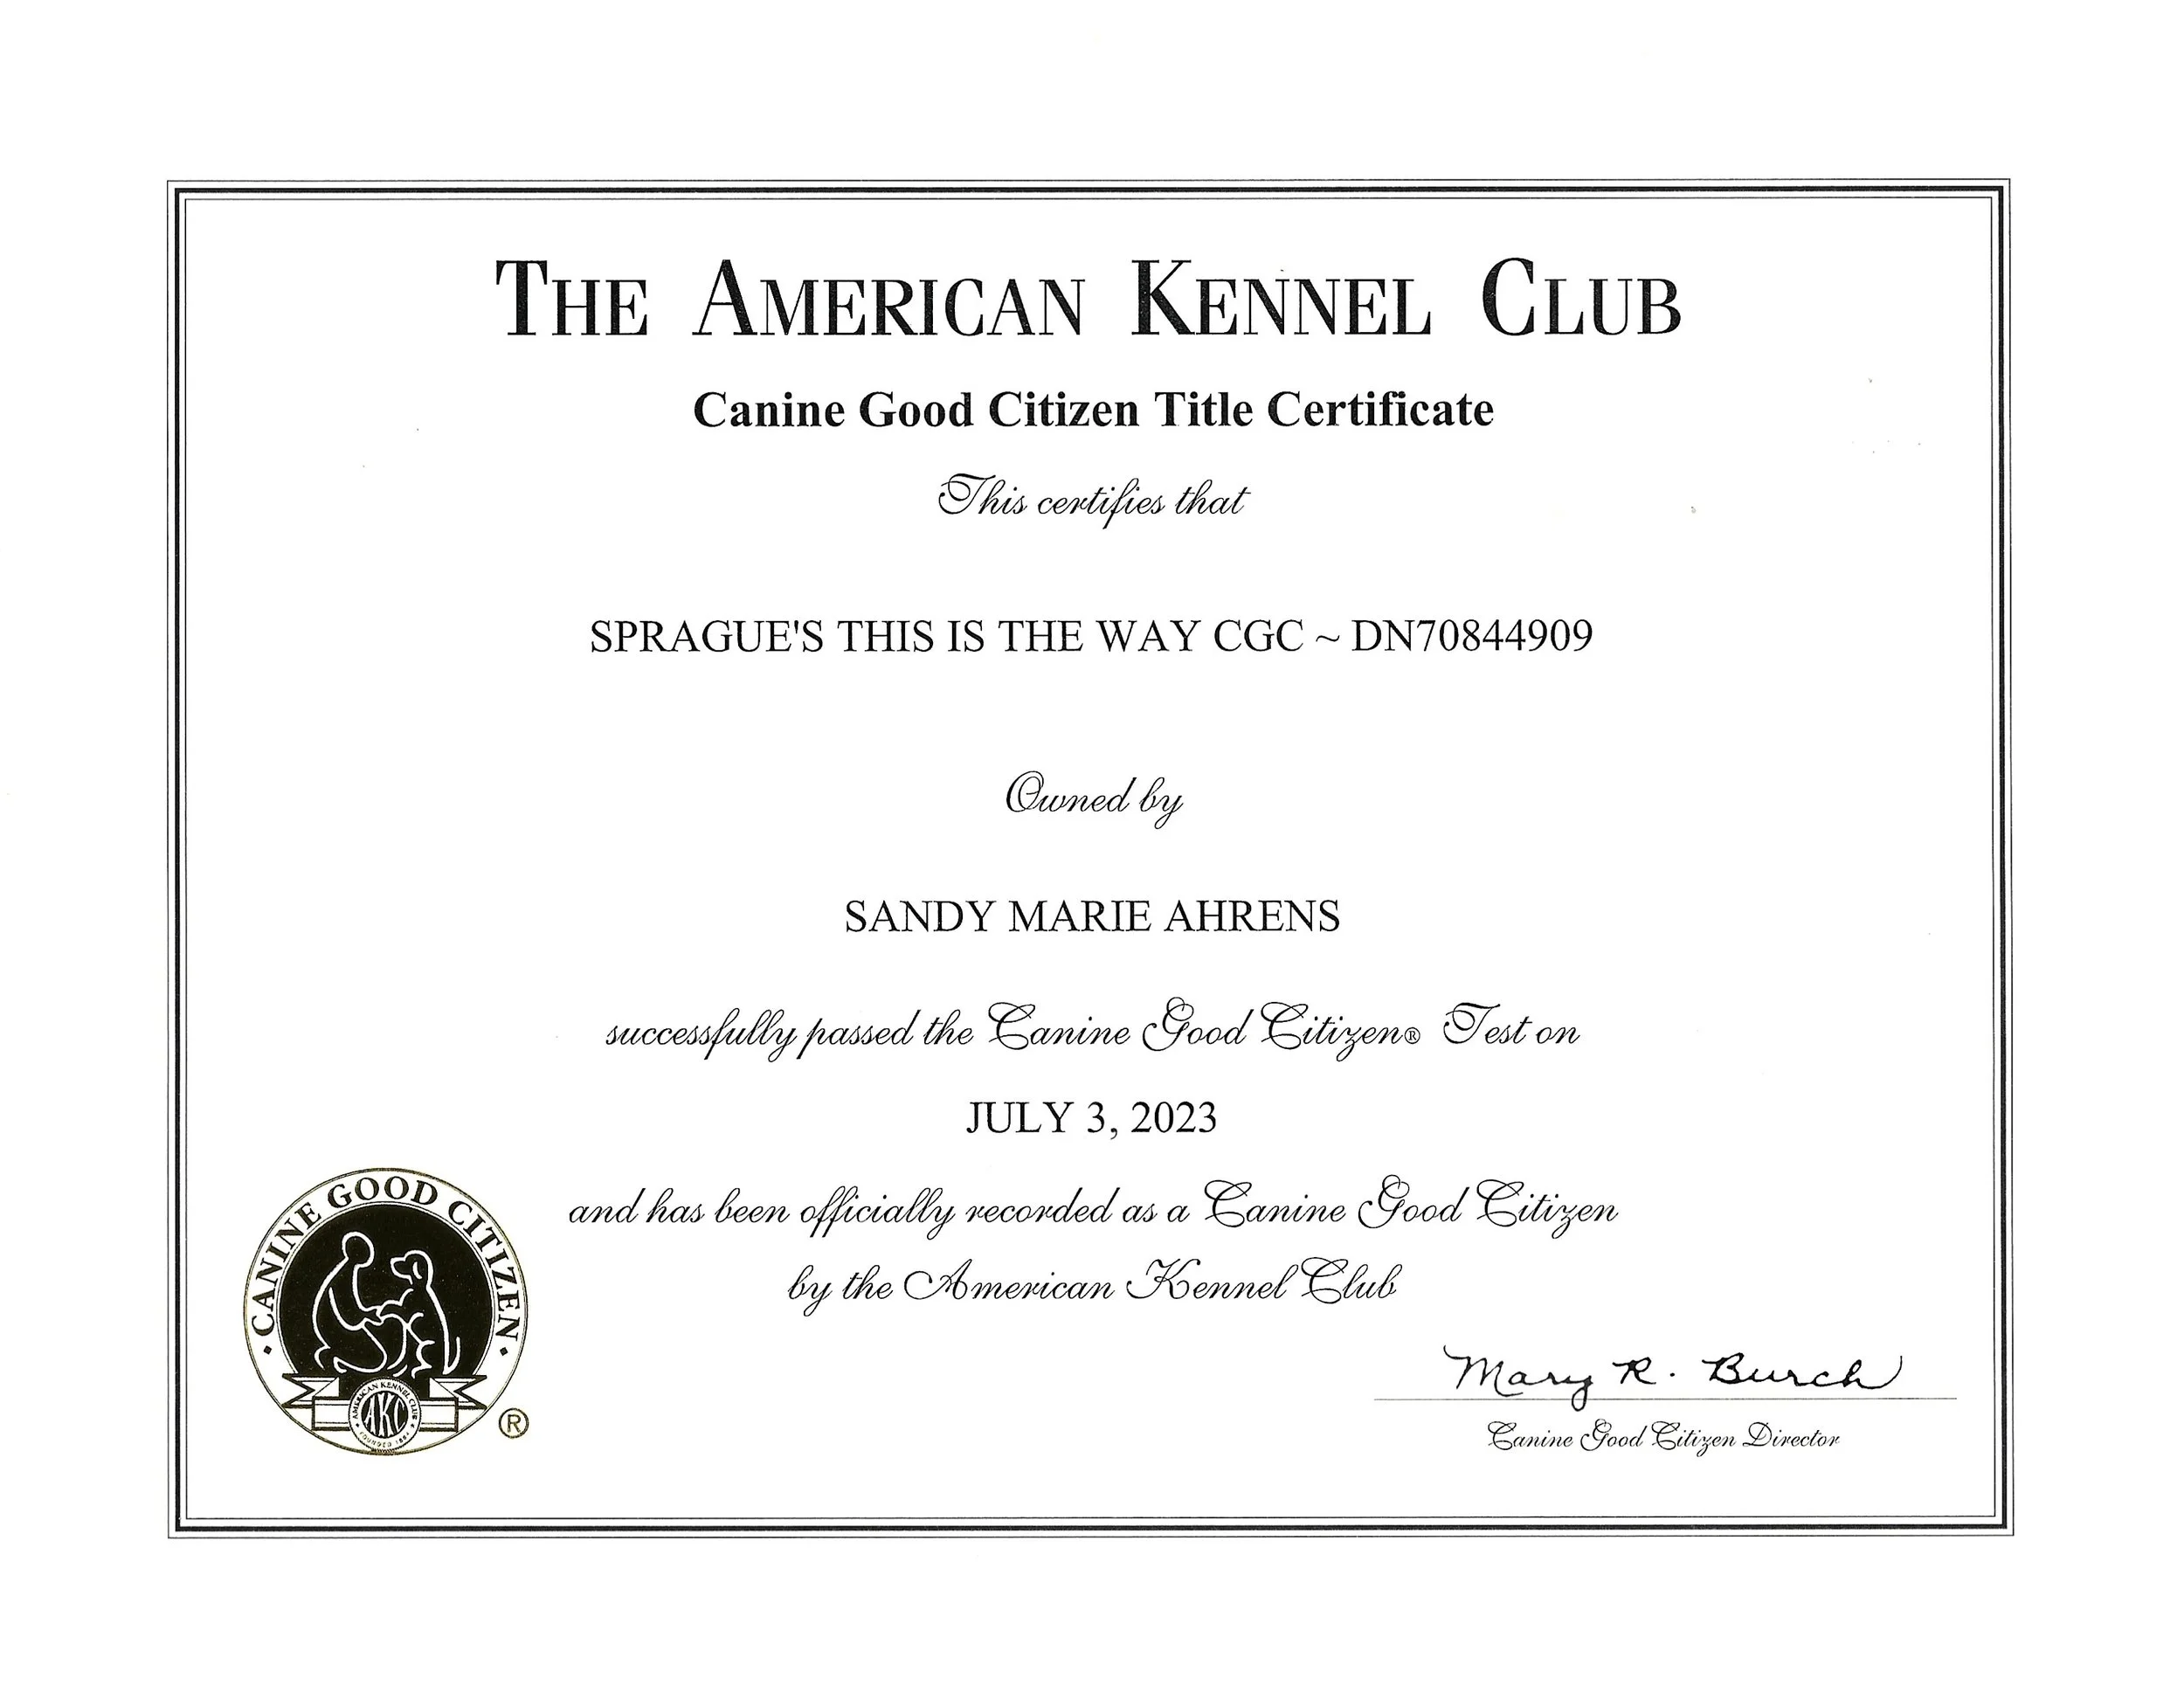 THE AMERICAN KENNEL CLUB
Canine Good Citizen Title Certificate
This certifies that
SPRAGUE'S THIS IS THE WAY CGC ~ DN70844909
Owned by
SANDY MARIE AHRENS
successfully passed the Canine Good Citizen® Test on
JULY 3, 2023
and has been officially recorded as a Canine Good Citizen
by the American Kennel Club
• CANINE GOOD CITIZEN •
AMERICAN KENNEL CLUB
AKC
FOUNDED 1884
®
Mary R. Burch
Canine Good Citizen Director